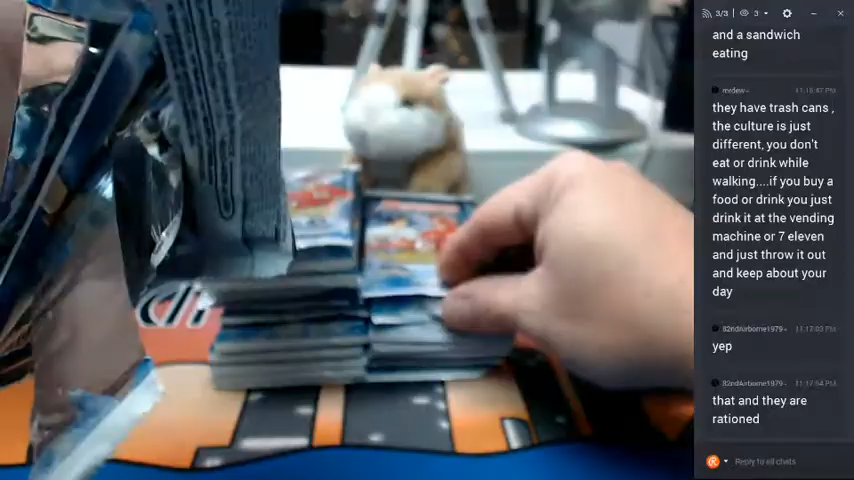 3/3 3
and a sandwich
eating
mrdew- 11:15:47 PM
they have trash cans ,
the culture is just
different, you don't
eat or drink while
walking....if you buy a
food or drink you just
drink it at the vending
machine or 7 eleven
and just throw it out
and keep about your
day
82ndAirborne1979- 11:17:03 PM
yep
82ndAirborne1979- 11:17:54 PM
that and they are
rationed
Reply to all chats